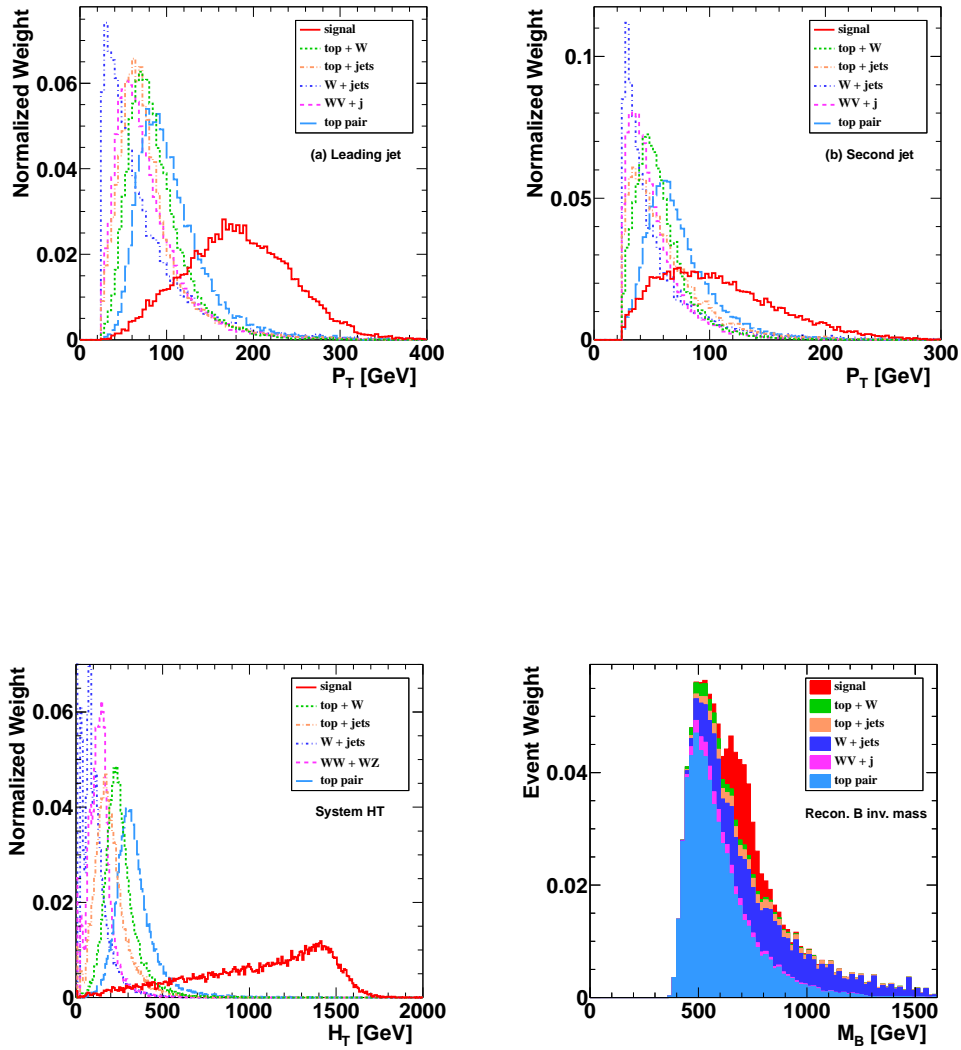 Normalized Weight
0.06
0.04
0.02
0
0
100
200
300
400
P_T [GeV]
signal
top + W
top + jets
W + jets
WV + j
top pair
(a) Leading jet
Normalized Weight
0.1
0.05
0
0
100
200
300
P_T [GeV]
signal
top + W
top + jets
W + jets
WV + j
top pair
(b) Second jet
Normalized Weight
0.06
0.04
0.02
0
0
500
1000
1500
2000
H_T [GeV]
signal
top + W
top + jets
W + jets
WW + WZ
top pair
System HT
Event Weight
0.04
0.02
0
500
1000
1500
M_B [GeV]
signal
top + W
top + jets
W + jets
WV + j
top pair
Recon. B inv. mass